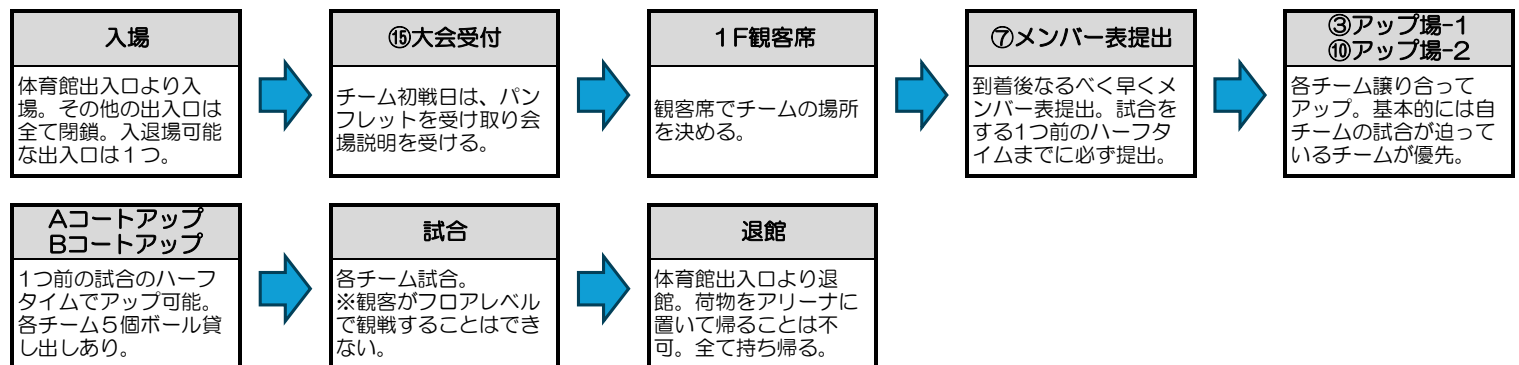 入場
体育館出入口より入
場。その他の出入口は
全て閉鎖。入退場可能
な出入口は１つ。
⑮大会受付
チーム初戦日は、パン
フレットを受け取り会
場説明を受ける。
１F観客席
観客席でチームの場所
を決める。
⑦メンバー表提出
到着後なるべく早くメ
ンバー表提出。試合を
する1つ前のハーフタ
イムまでに必ず提出。
③アップ場-1
⑩アップ場-2
各チーム譲り合って
アップ。基本的には自
チームの試合が迫って
いるチームが優先。
Aコートアップ
Bコートアップ
1つ前の試合のハーフ
タイムでアップ可能。
各チーム５個ボール貸
し出しあり。
試合
各チーム試合。
※観客がフロアレベル
で観戦することはでき
ない。
退館
体育館出入口より退
館。荷物をアリーナに
置いて帰ることは不
可。全て持ち帰る。